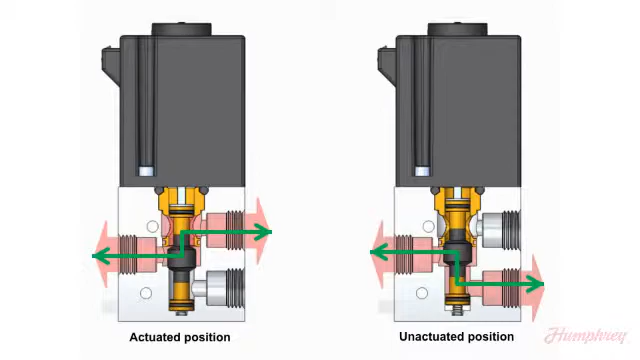 Actuated position
Unactuated position
Humphrey